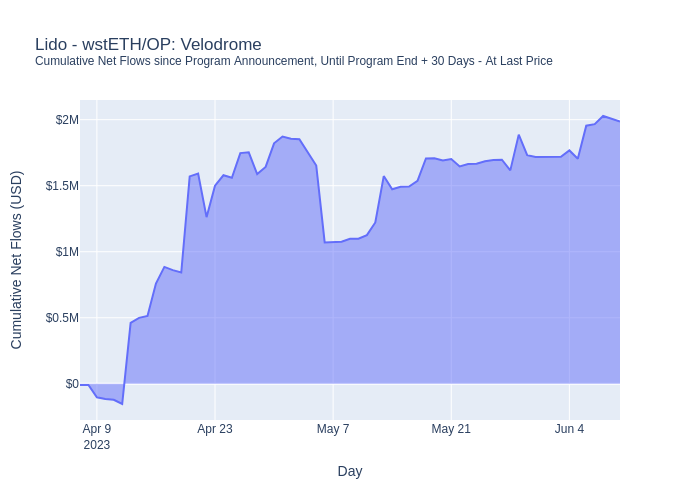 Lido - wstETH/OP: Velodrome
Cumulative Net Flows since Program Announcement, Until Program End + 30 Days - At Last Price
Cumulative Net Flows (USD)
$2M
$1.5M
$1M
$0.5M
$0
Apr 9
2023
Apr 23
May 7
May 21
Jun 4
Day